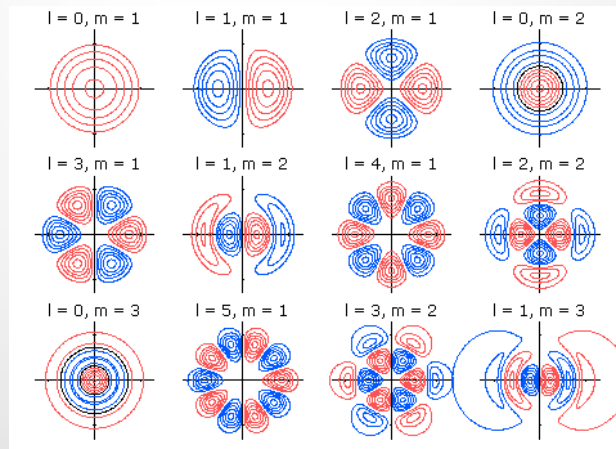 l = 0, m = 1
l = 1, m = 1
l = 2, m = 1
l = 0, m = 2
l = 3, m = 1
l = 1, m = 2
l = 4, m = 1
l = 2, m = 2
l = 0, m = 3
l = 5, m = 1
l = 3, m = 2
l = 1, m = 3